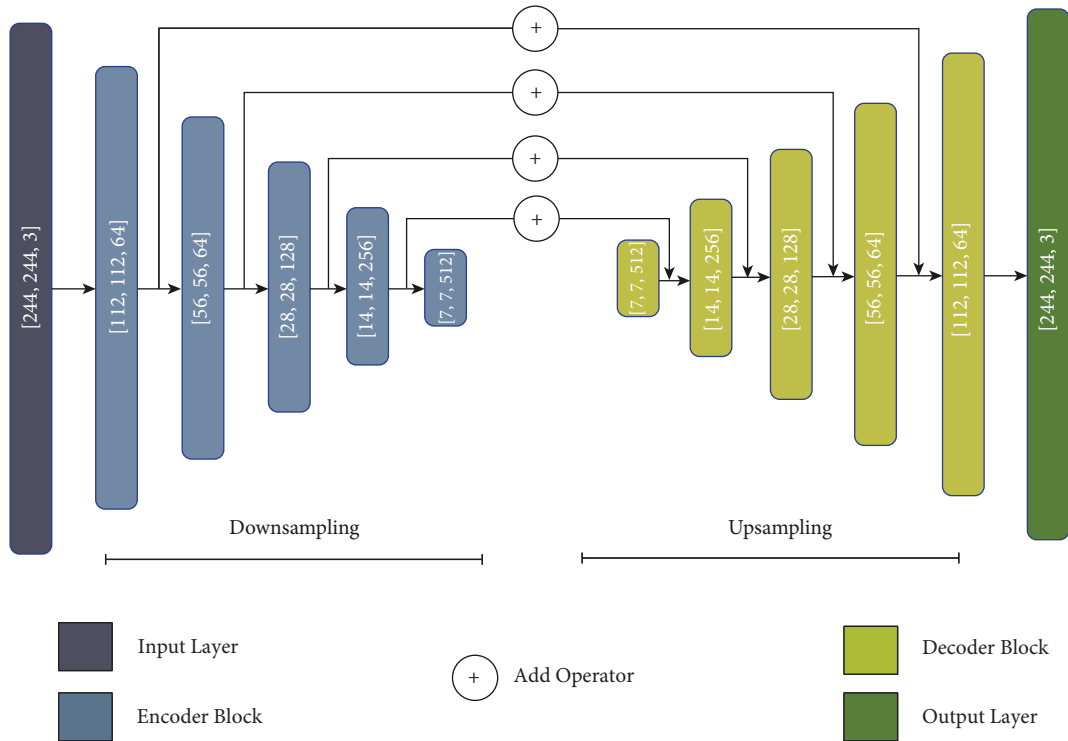 +
+
+
+
[244, 244, 3]
[112, 112, 64]
[56, 56, 64]
[28, 28, 128]
[14, 14, 256]
[7, 7, 512]
[7, 7, 512]
[14, 14, 256]
[28, 28, 128]
[56, 56, 64]
[112, 112, 64]
[244, 244, 3]
Downsampling
Upsampling
Input Layer
Encoder Block
+ Add Operator
Decoder Block
Output Layer